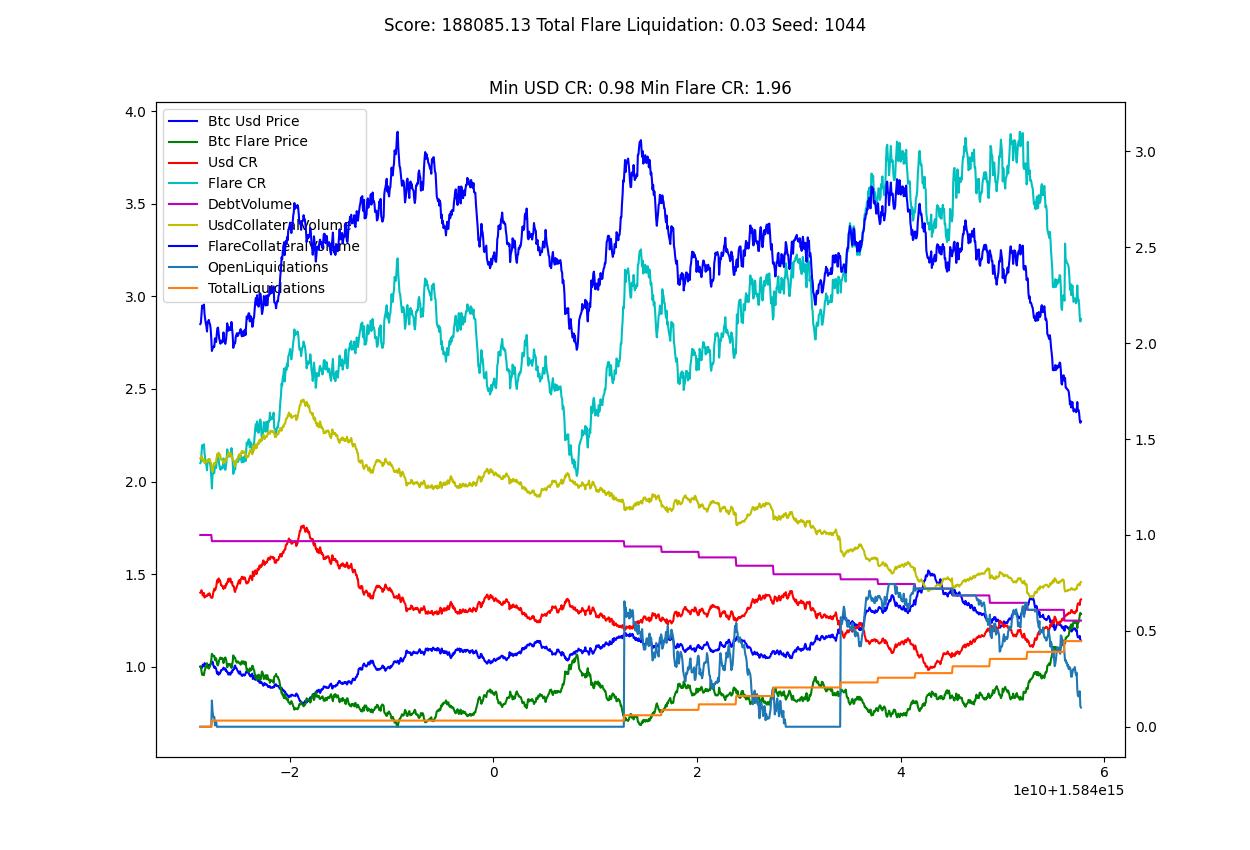 Score: 188085.13 Total Flare Liquidation: 0.03 Seed: 1044
Min USD CR: 0.98 Min Flare CR: 1.96
Btc Usd Price
Btc Flare Price
Usd CR
Flare CR
DebtVolume
UsdCollateralVolume
FlareCollateralVolume
OpenLiquidations
TotalLiquidations
4.0
3.5
3.0
2.5
2.0
1.5
1.0
3.0
2.5
2.0
1.5
1.0
0.5
0.0
−2
0
2
4
6
1e10+1.584e15